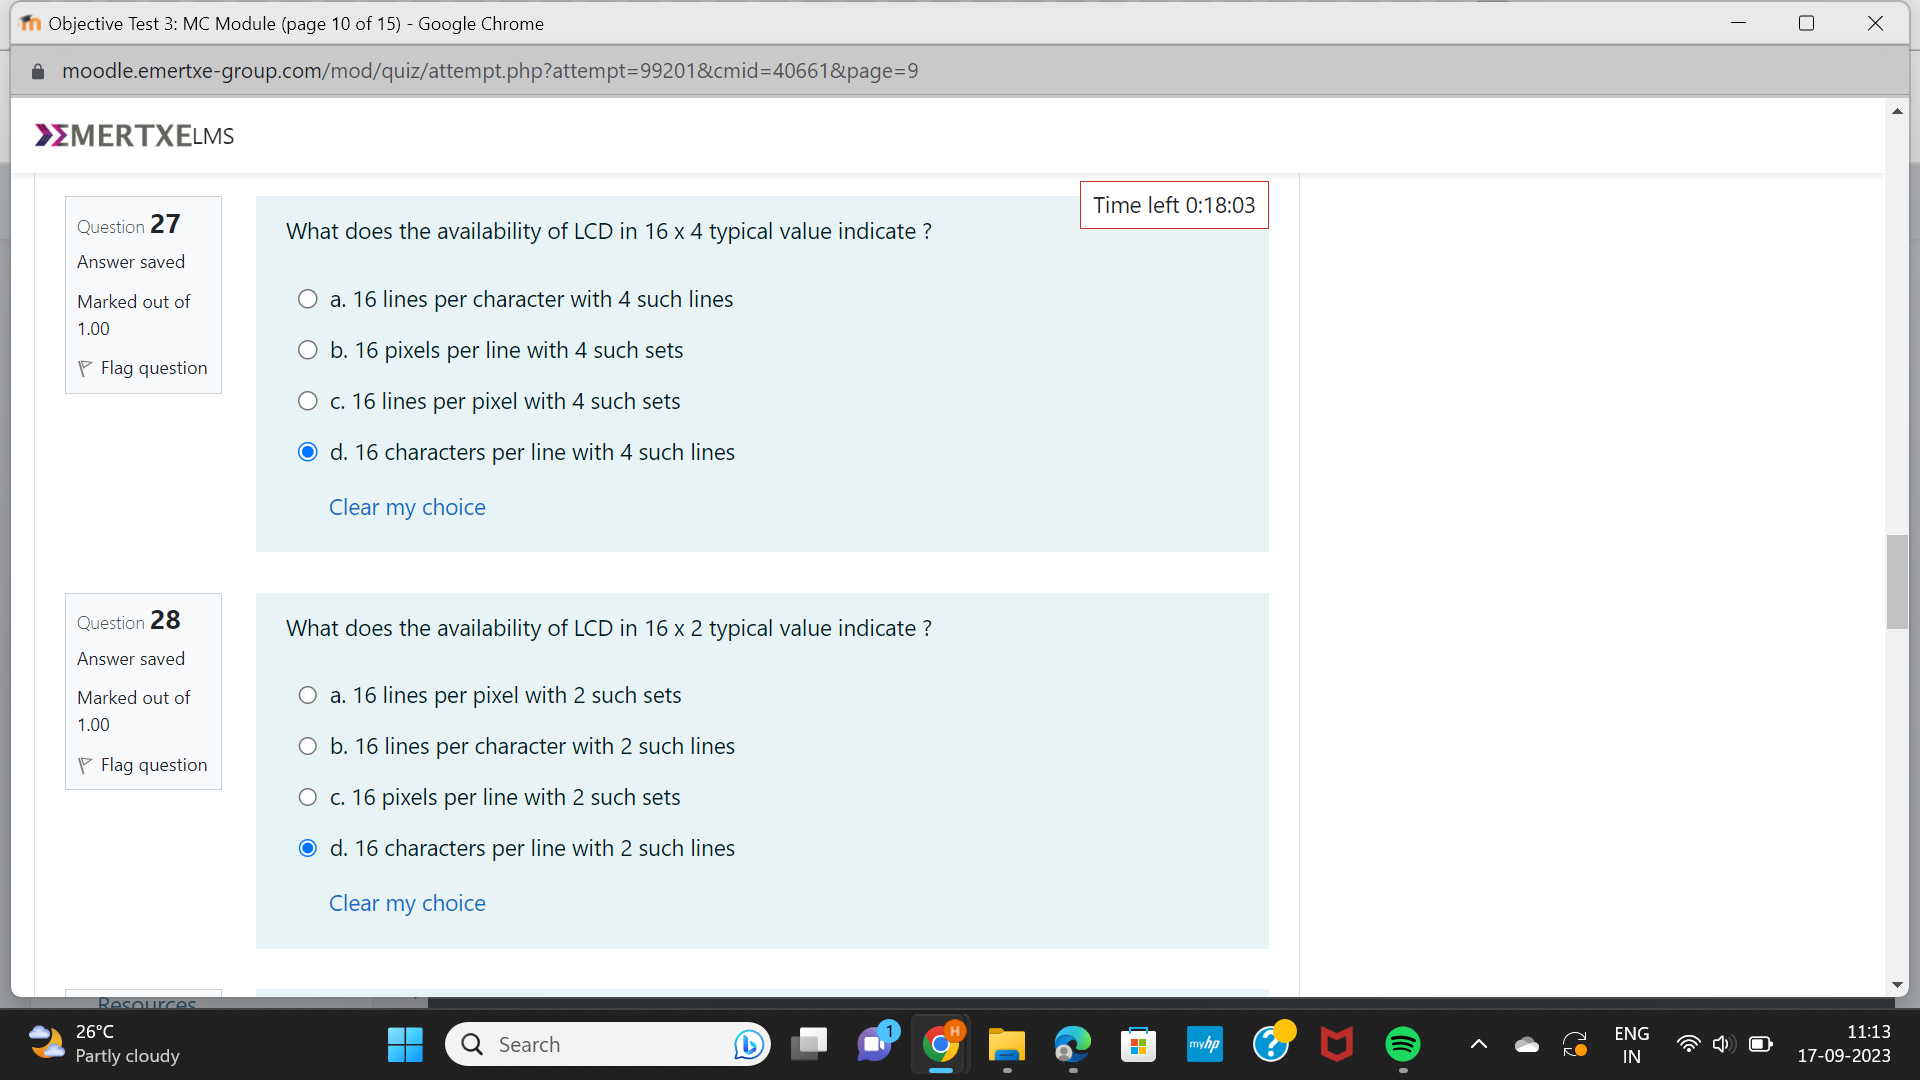 Objective Test 3: MC Module (page 10 of 15) - Google Chrome
moodle.emertxe-group.com/mod/quiz/attempt.php?attempt=99201&cmid=40661&page=9
EMERTXELMS
Time left 0:18:03
Question 27
Answer saved
Marked out of
1.00
Flag question
What does the availability of LCD in 16 x 4 typical value indicate ?
a. 16 lines per character with 4 such lines
b. 16 pixels per line with 4 such sets
c. 16 lines per pixel with 4 such sets
d. 16 characters per line with 4 such lines
Clear my choice
Question 28
Answer saved
Marked out of
1.00
Flag question
What does the availability of LCD in 16 x 2 typical value indicate ?
a. 16 lines per pixel with 2 such sets
b. 16 lines per character with 2 such lines
c. 16 pixels per line with 2 such sets
d. 16 characters per line with 2 such lines
Clear my choice
Resources
26°C
Partly cloudy
Search
1
H
myhp
?
ENG
IN
11:13
17-09-2023